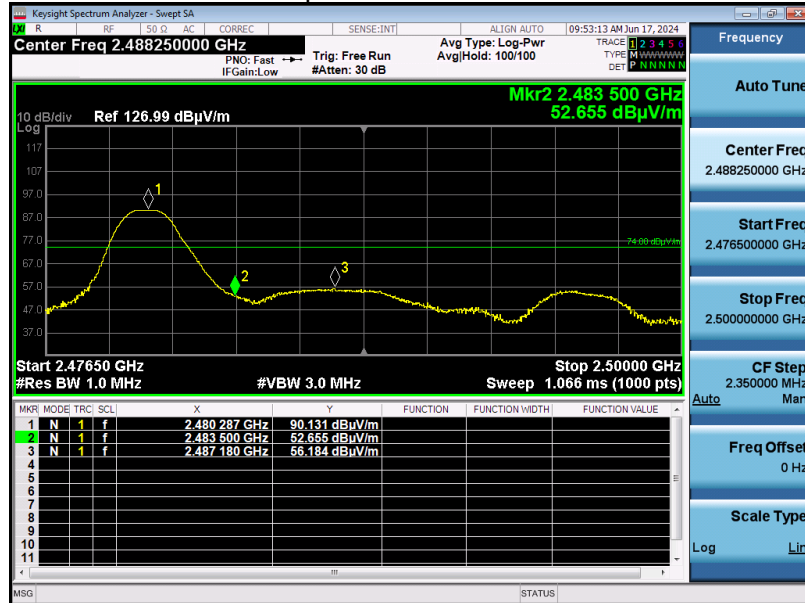 Keysight Spectrum Analyzer - Swept SA
LXI R RF 50 Ω AC CORREC SENSE:INT ALIGN AUTO 09:53:13 AM Jun 17, 2024
Center Freq 2.488250000 GHz
PNO: Fast
IFGain:Low
Trig: Free Run
#Atten: 30 dB
Avg Type: Log-Pwr
Avg|Hold: 100/100
TRACE 1 2 3 4 5 6
TYPE M WWWWW
DET P N N N N N
Mkr2 2.483 500 GHz
52.655 dBµV/m
10 dB/div Ref 126.99 dBµV/m
Log
117
107
97.0
87.0
77.0
67.0
57.0
47.0
37.0
1
2
3
74.00 dBµV/m
Start 2.47650 GHz Stop 2.50000 GHz
#Res BW 1.0 MHz #VBW 3.0 MHz Sweep 1.066 ms (1000 pts)
MKR MODE TRC SCL X Y FUNCTION FUNCTION WIDTH FUNCTION VALUE
1 N 1 f 2.480 287 GHz 90.131 dBµV/m
2 N 1 f 2.483 500 GHz 52.655 dBµV/m
3 N 1 f 2.487 180 GHz 56.184 dBµV/m
4
5
6
7
8
9
10
11
MSG STATUS
Frequency
Auto Tune
Center Freq
2.488250000 GHz
Start Freq
2.476500000 GHz
Stop Freq
2.500000000 GHz
CF Step
2.350000 MHz
Auto Man
Freq Offset
0 Hz
Scale Type
Log Lin